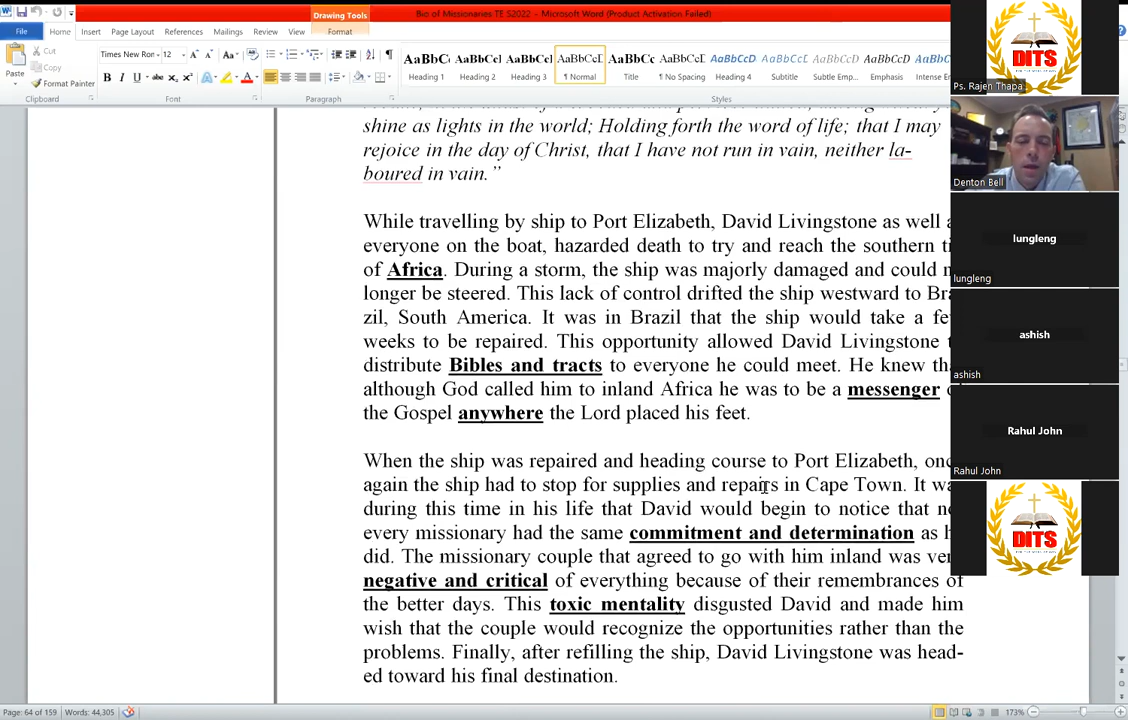 Drawing Tools
Bio of Missionaries TE S2022 - Microsoft Word (Product Activation Failed)
File Home Insert Page Layout References Mailings Review View Format
Cut
Copy
Format Painter
Paste
Times New Ron 12
Clipboard Font Paragraph Styles
AaBbC AaBbCc AaBbCcI AaBbCcL AaBbCc AaBbCcL AaBbCcD AaBbCcL AaBbCcD AaBbCcD AaBbCcD
Heading 1 Heading 2 Heading 3 ¶ Normal Title ¶ No Spacing Heading 4 Subtitle Subtle Emp... Emphasis Intense E
shine as lights in the world; Holding forth the word of life; that I may
rejoice in the day of Christ, that I have not run in vain, neither la-
boured in vain.”
While travelling by ship to Port Elizabeth, David Livingstone as well
everyone on the boat, hazarded death to try and reach the southern
of Africa. During a storm, the ship was majorly damaged and could
longer be steered. This lack of control drifted the ship westward to Bra
zil, South America. It was in Brazil that the ship would take a fe
weeks to be repaired. This opportunity allowed David Livingstone
distribute Bibles and tracts to everyone he could meet. He knew tha
although God called him to inland Africa he was to be a messenger
the Gospel anywhere the Lord placed his feet.
When the ship was repaired and heading course to Port Elizabeth, onc
again the ship had to stop for supplies and repairs in Cape Town. It wa
during this time in his life that David would begin to notice that
every missionary had the same commitment and determination as
did. The missionary couple that agreed to go with him inland was ver
negative and critical of everything because of their remembrances of
the better days. This toxic mentality disgusted David and made him
wish that the couple would recognize the opportunities rather than the
problems. Finally, after refilling the ship, David Livingstone was head-
ed toward his final destination.
DITS
Ps. Rajen Thapa
Denton Bell
lungleng
lungleng
ashish
ashish
Rahul John
Rahul John
DITS
Page: 64 of 159 Words: 44,305 173%